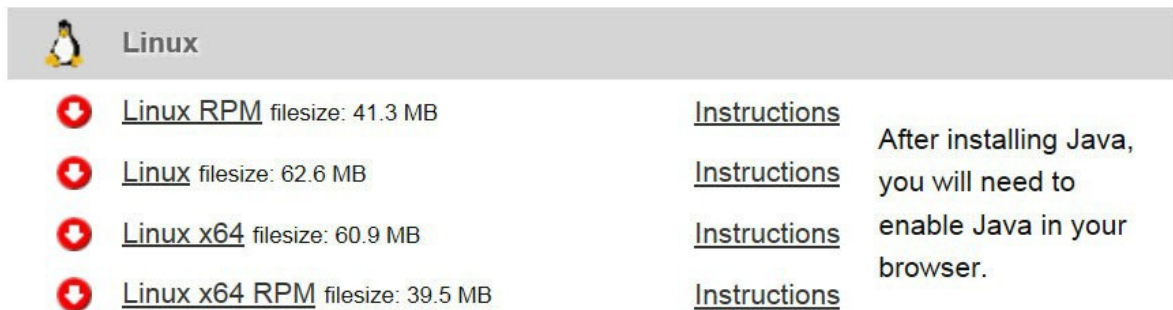 Linux
Linux RPM filesize: 41.3 MB Instructions
Linux filesize: 62.6 MB Instructions
Linux x64 filesize: 60.9 MB Instructions
Linux x64 RPM filesize: 39.5 MB Instructions
After installing Java,
you will need to
enable Java in your
browser.